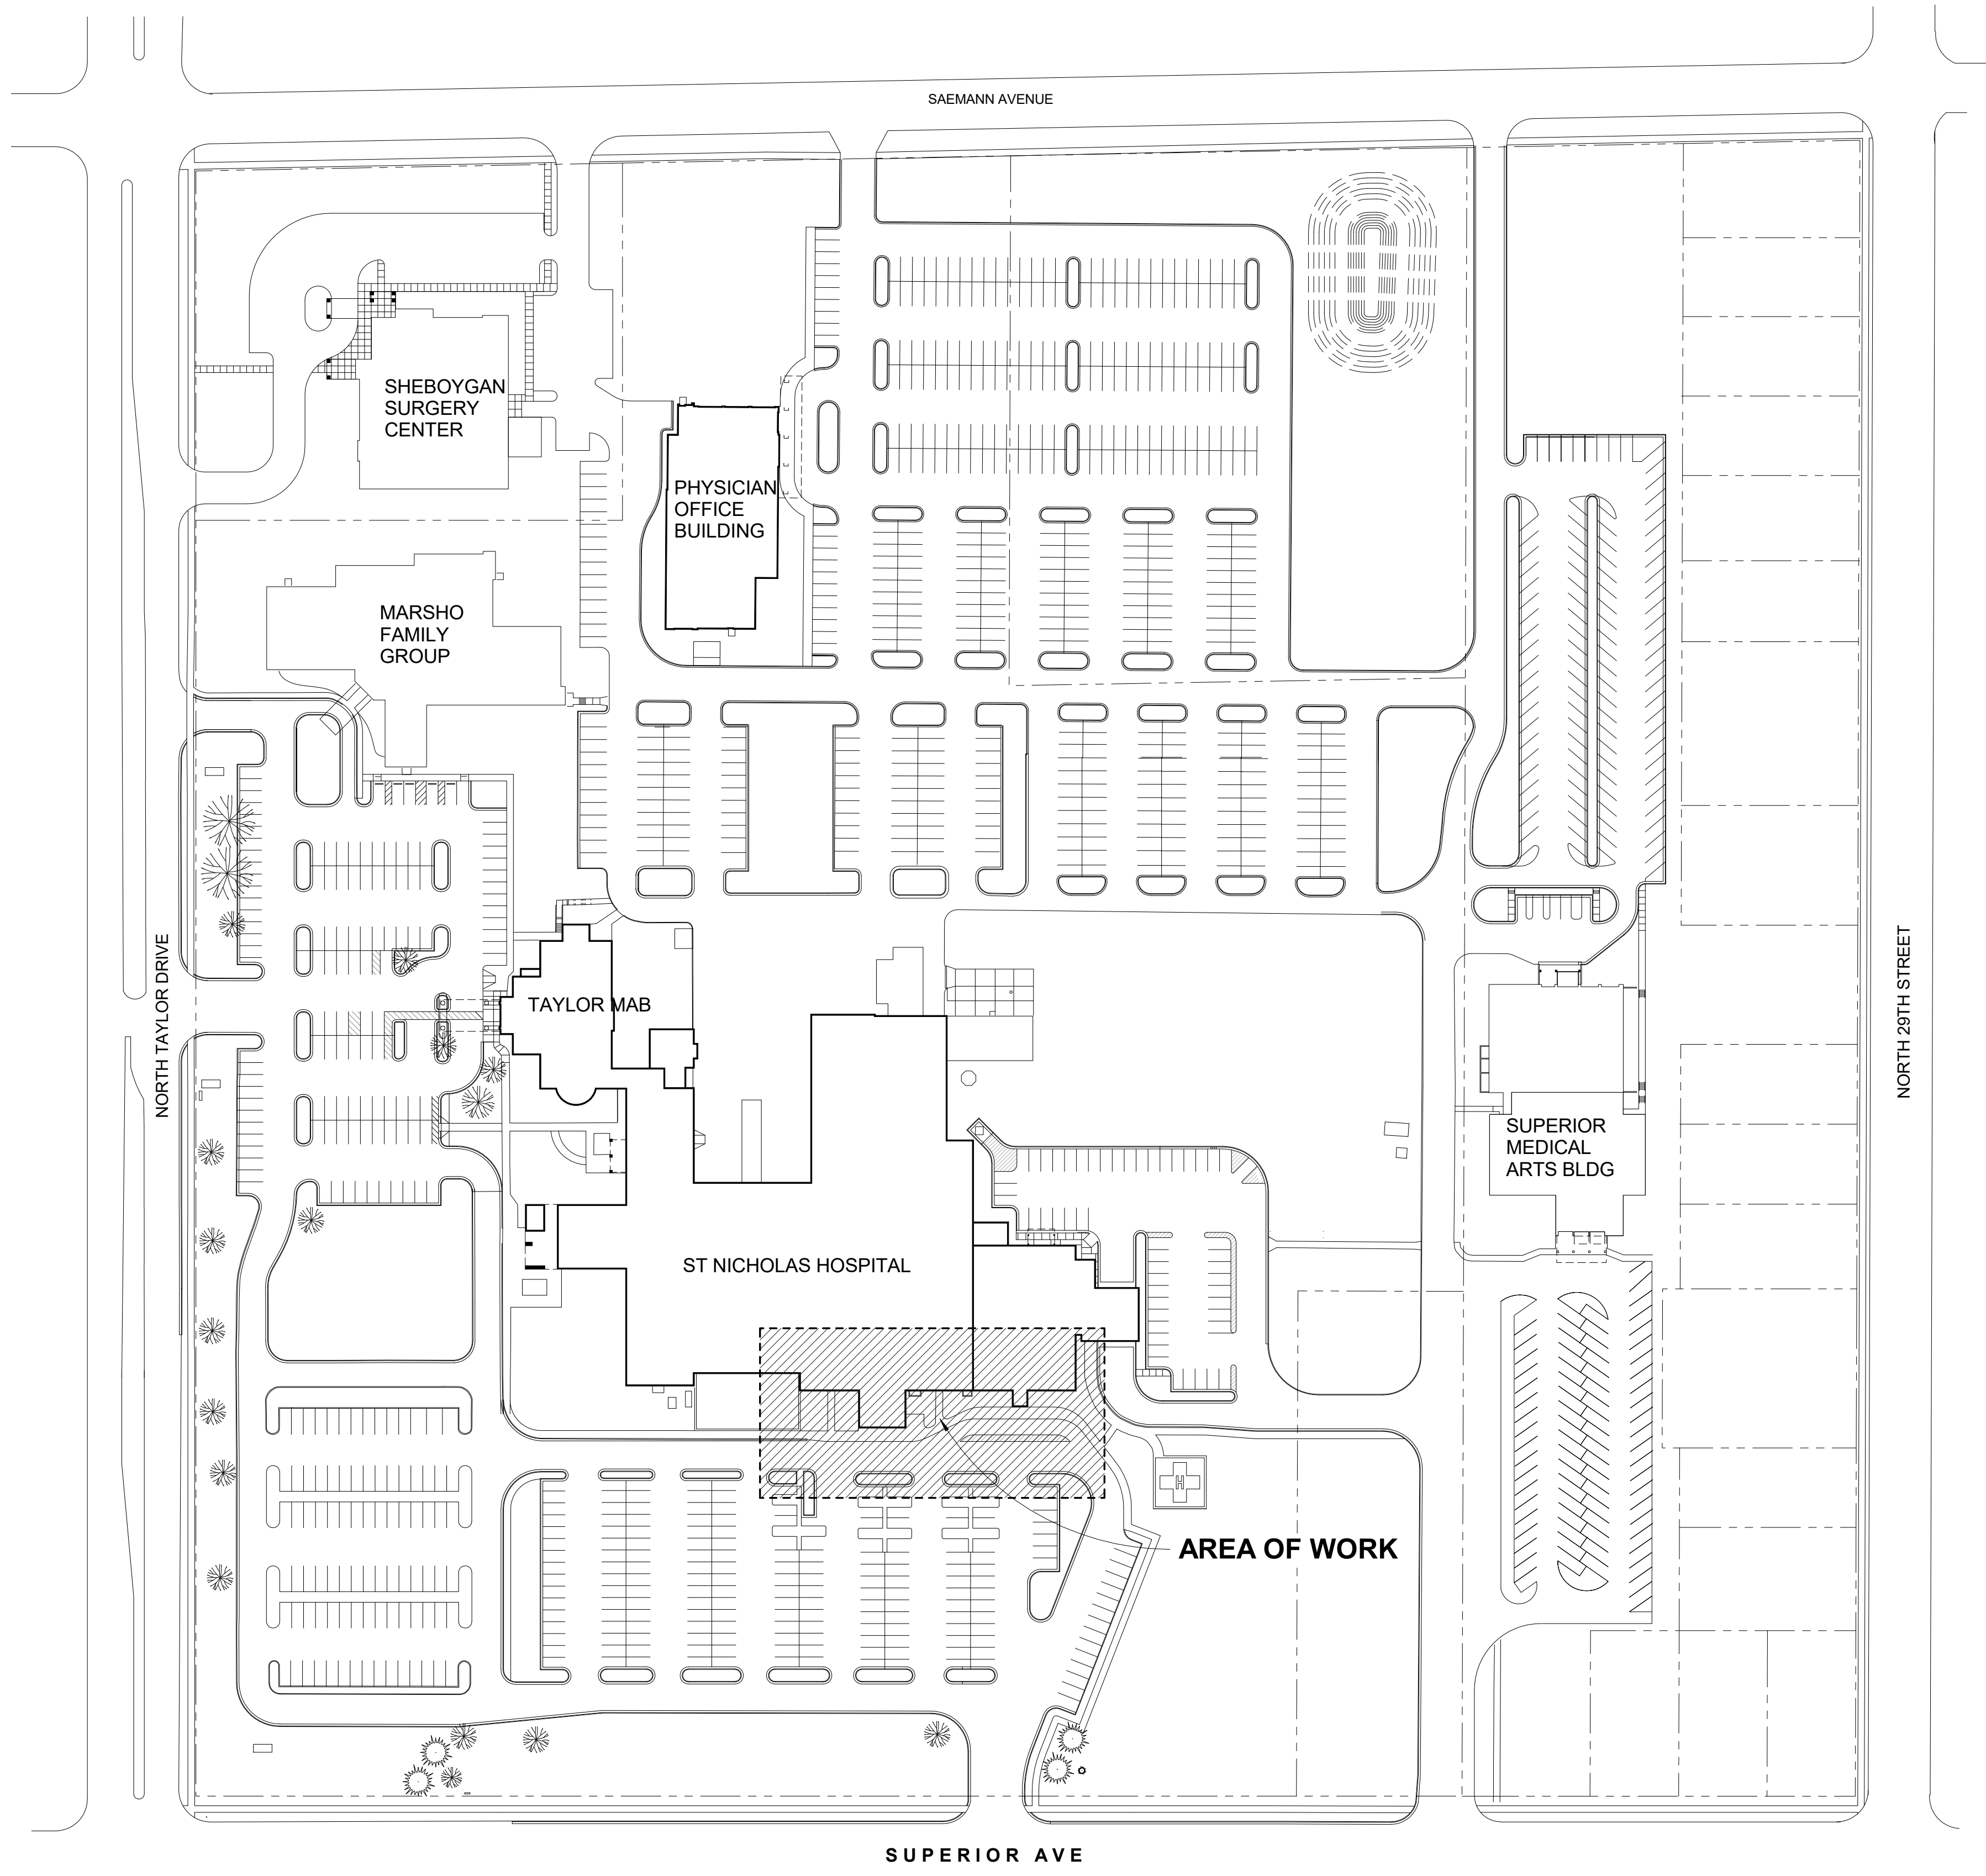 SAEMANN AVENUE
SHEBOYGAN
SURGERY
CENTER
PHYSICIAN
OFFICE
BUILDING
MARSHO
FAMILY
GROUP
NORTH TAYLOR DRIVE
TAYLOR MAB
NORTH 29TH STREET
SUPERIOR
MEDICAL
ARTS BLDG
ST NICHOLAS HOSPITAL
H
AREA OF WORK
SUPERIOR AVE